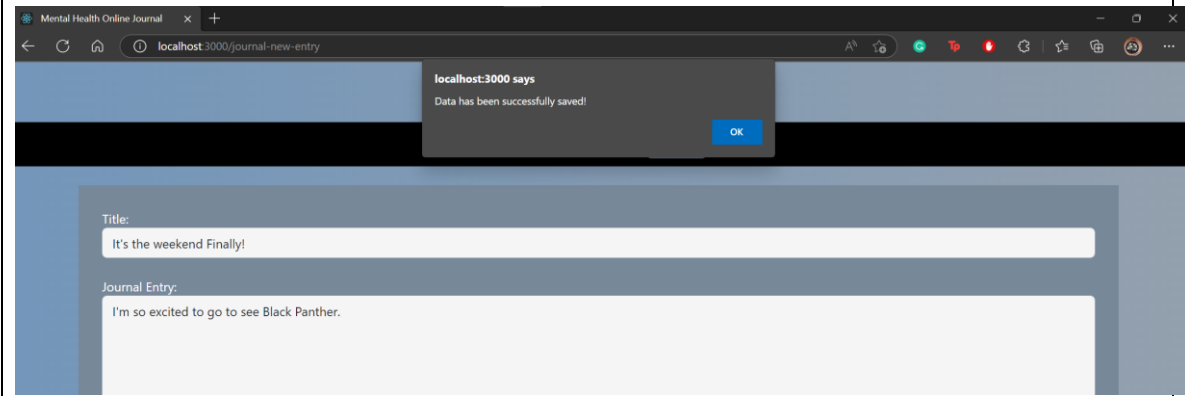 Mental Health Online Journal
localhost:3000/journal-new-entry
localhost:3000 says
Data has been successfully saved!
OK
Title:
It's the weekend Finally!
Journal Entry:
I'm so excited to go to see Black Panther.